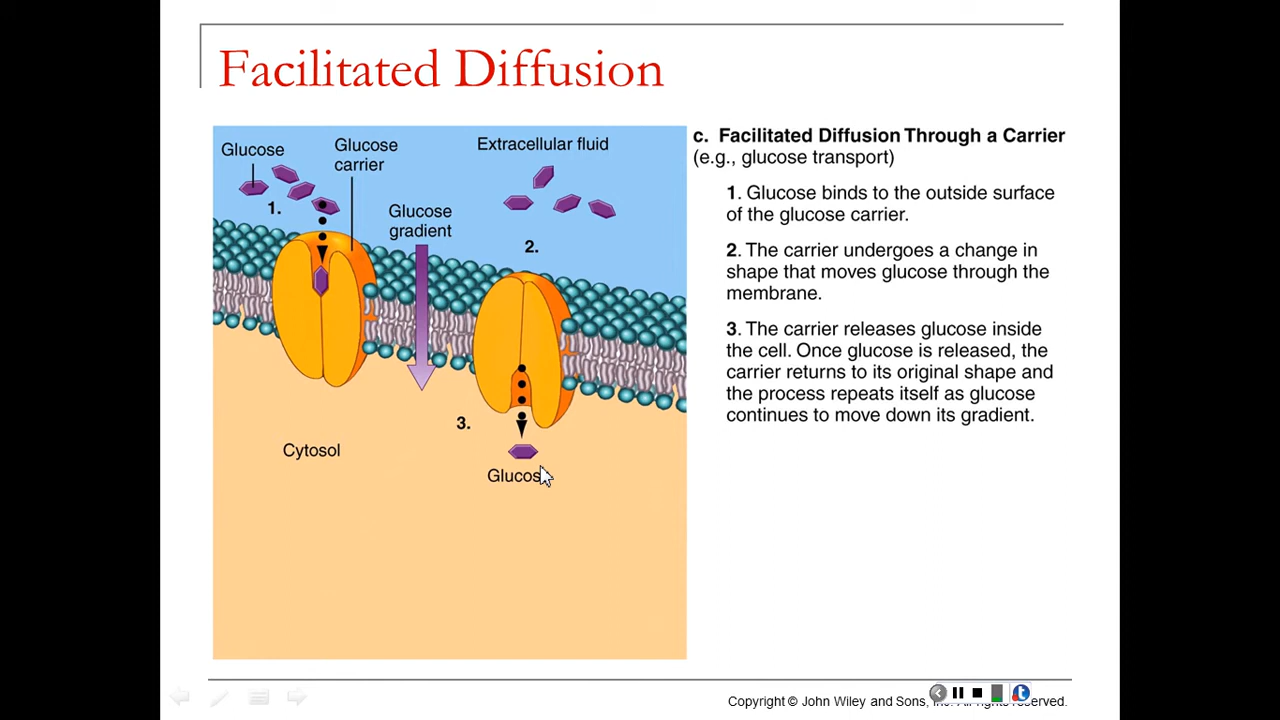 Facilitated Diffusion
Glucose
Glucose
carrier
Extracellular fluid
1.
Glucose
gradient
2.
3.
Cytosol
c. Facilitated Diffusion Through a Carrier
(e.g., glucose transport)
1. Glucose binds to the outside surface
of the glucose carrier.
2. The carrier undergoes a change in
shape that moves glucose through the
membrane.
3. The carrier releases glucose inside
the cell. Once glucose is released, the
carrier returns to its original shape and
the process repeats itself as glucose
continues to move down its gradient.
Copyright © John Wiley and Sons, Inc. All rights reserved.